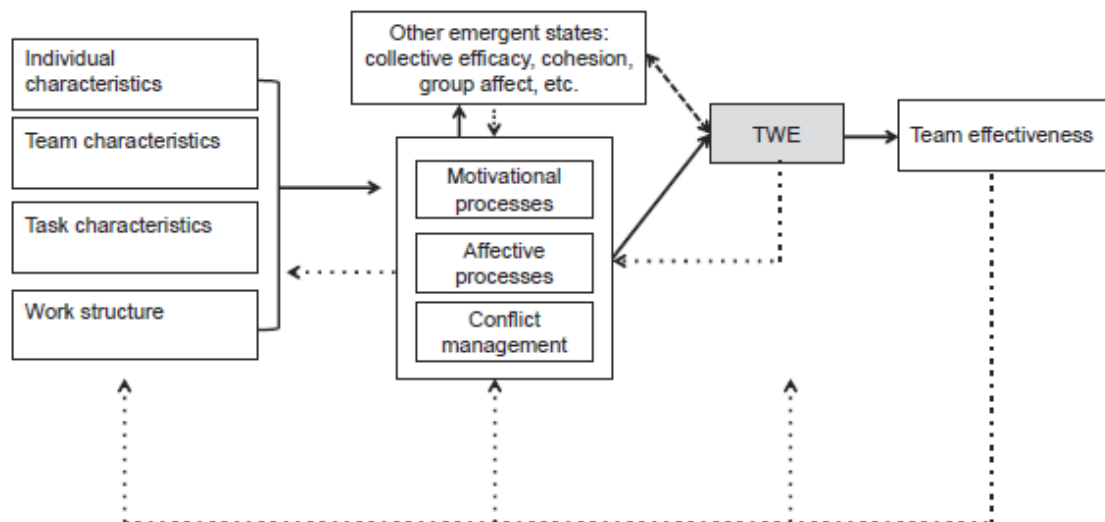 Individual
characteristics
Team characteristics
Task characteristics
Work structure
Other emergent states:
collective efficacy, cohesion,
group affect, etc.
Motivational
processes
Affective
processes
Conflict
management
TWE
Team effectiveness